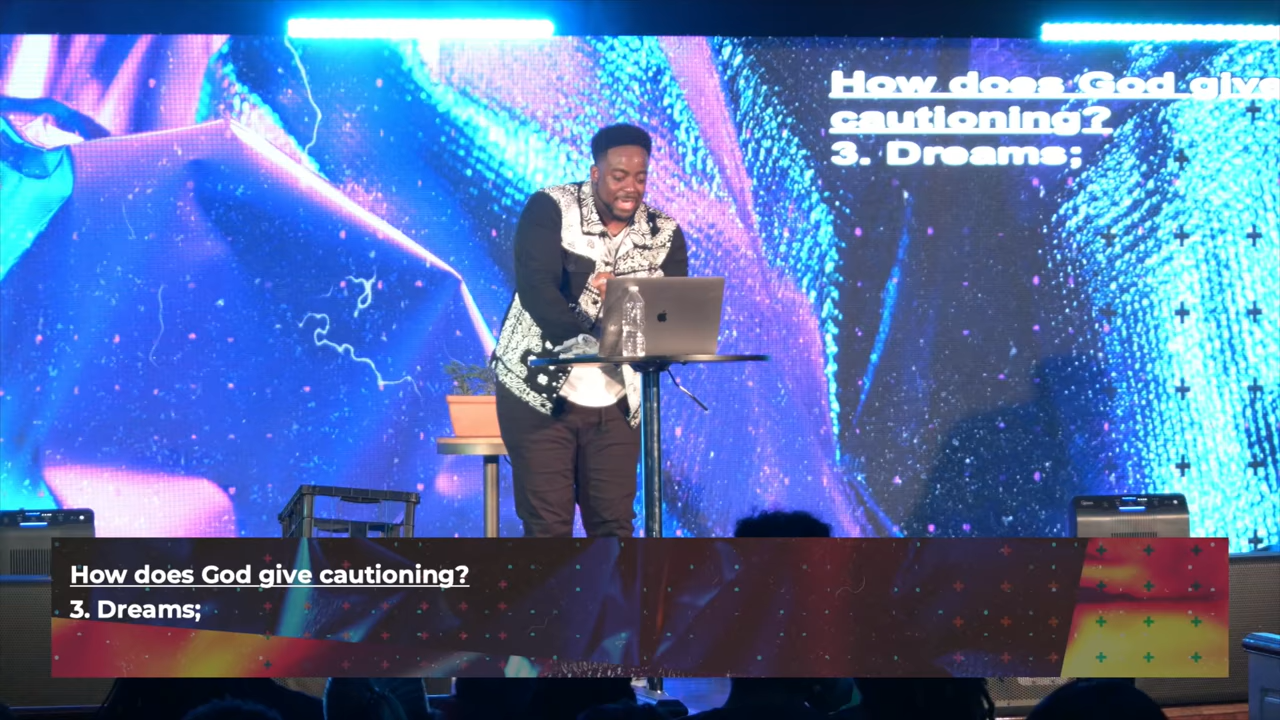 How does God give
cautioning?
3. Dreams;
How does God give cautioning?
3. Dreams;